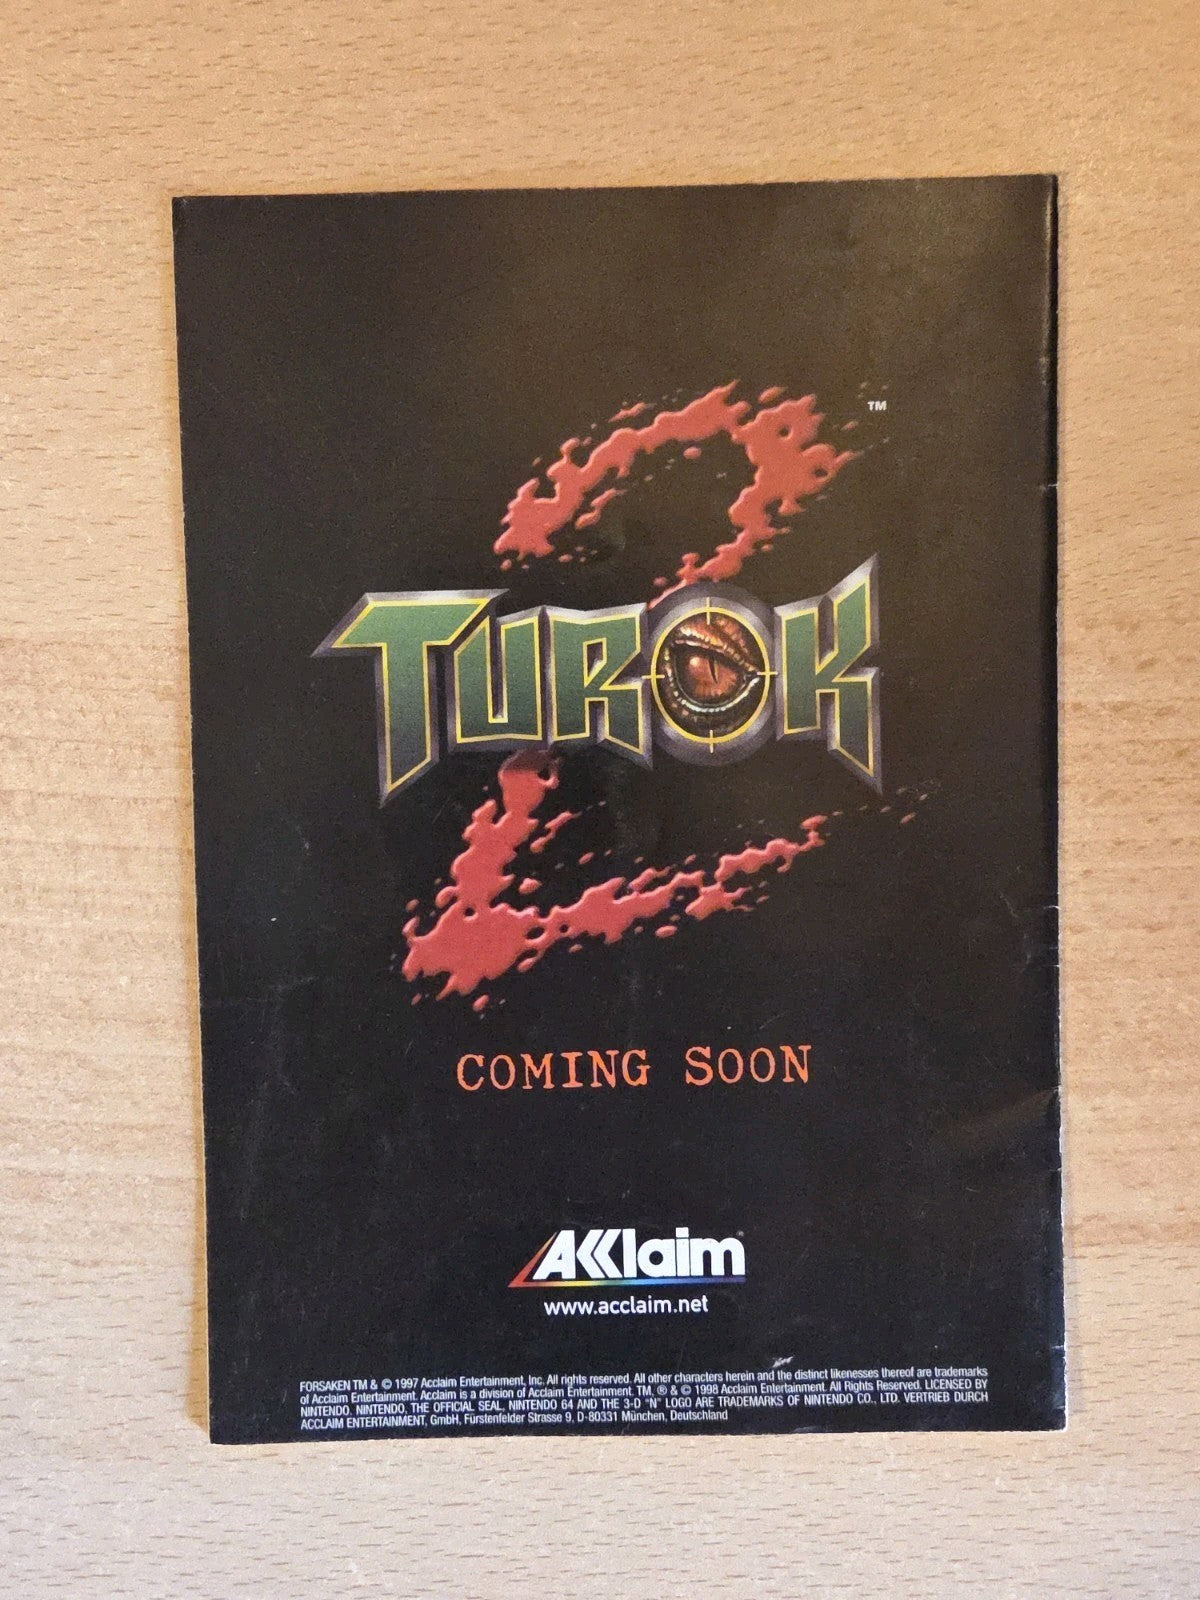 2
™
TUROK
COMING SOON
AKKlaim®
www.acclaim.net
FORSAKEN TM & © 1997 Acclaim Entertainment, Inc. All rights reserved. All other characters herein and the distinct likenesses thereof are trademarks
of Acclaim Entertainment. Acclaim is a division of Acclaim Entertainment. TM, ® & © 1998 Acclaim Entertainment. All Rights Reserved. LICENSED BY
NINTENDO. NINTENDO, THE OFFICIAL SEAL, NINTENDO 64 AND THE 3-D "N" LOGO ARE TRADEMARKS OF NINTENDO CO., LTD. VERTRIEB DURCH
ACCLAIM ENTERTAINMENT, GmbH, Fürstenfelder Strasse 9, D-80331 München, Deutschland